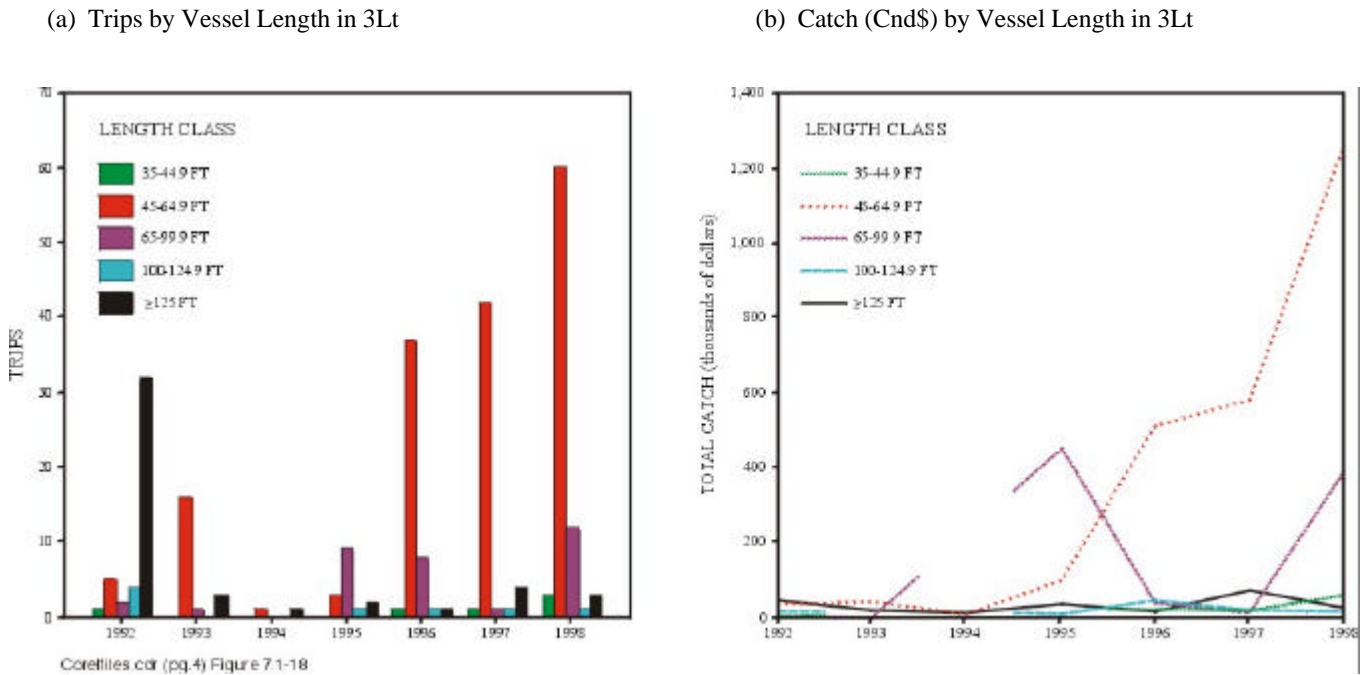 (a) Trips by Vessel Length in 3Lt
(b) Catch (Cnd$) by Vessel Length in 3Lt
70
60
50
40
30
20
10
0
TRIPS
LENGTH CLASS
35-44.9 FT
45-64.9 FT
65-99.9 FT
100-124.9 FT
≥125 FT
1992
1993
1994
1995
1996
1997
1998
Corelfiles cdr (pg.4) Figure 7.1-18
1,400
1,200
1,000
800
600
400
200
0
TOTAL CATCH (thousands of dollars)
LENGTH CLASS
35-44.9 FT
45-64.9 FT
65-99.9 FT
100-124.9 FT
≥125 FT
1992
1993
1994
1995
1996
1997
1998